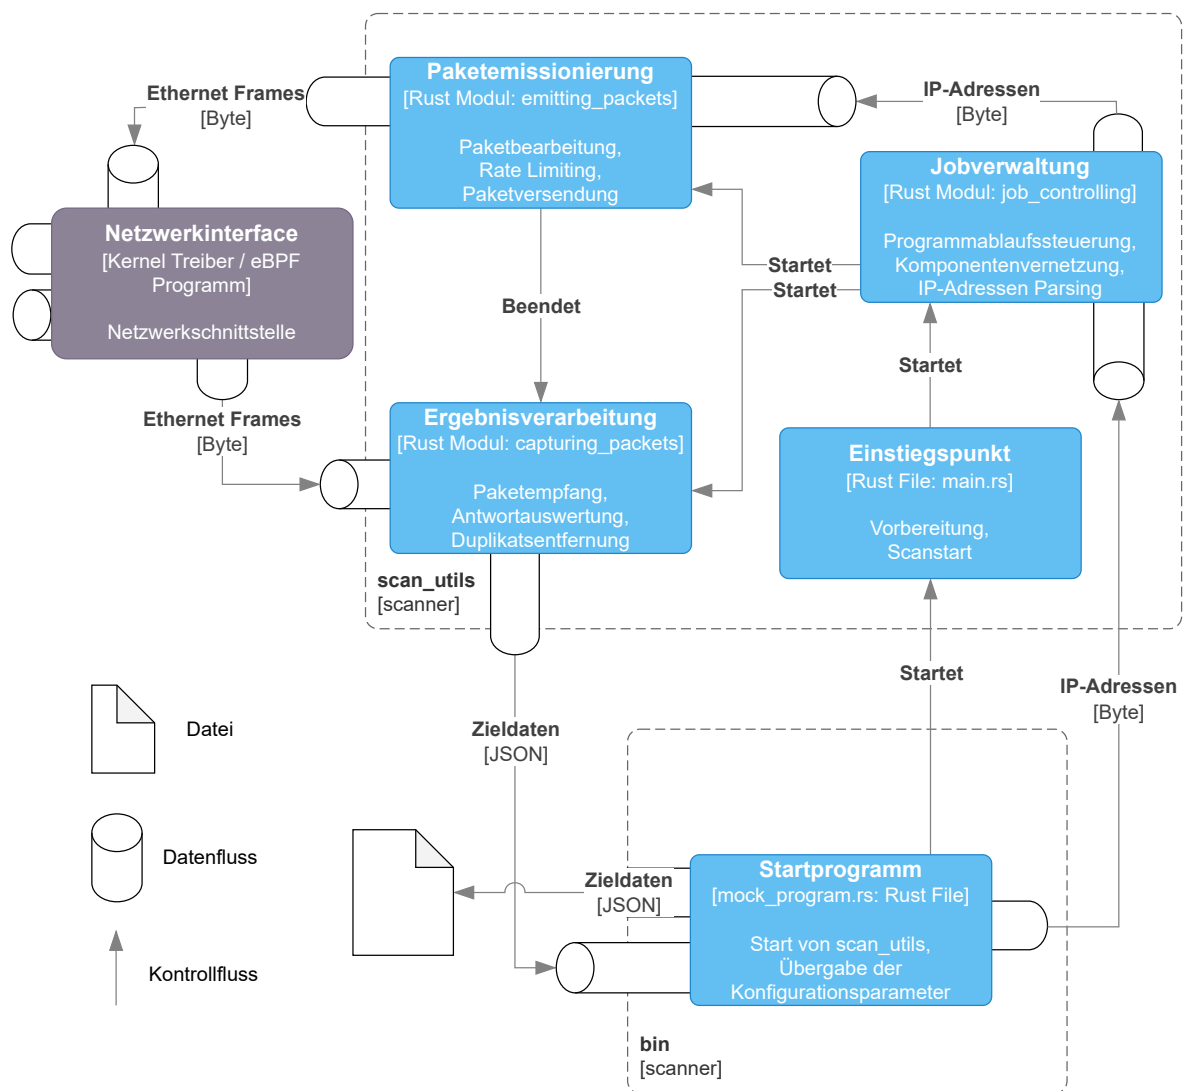 Paketemissionierung
[Rust Modul: emitting_packets]
Paketbearbeitung,
Rate Limiting,
Paketversendung
Ethernet Frames
[Byte]
IP-Adressen
[Byte]
Jobverwaltung
[Rust Modul: job_controlling]
Programmablaufssteuerung,
Komponentenvernetzung,
IP-Adressen Parsing
Netzwerkinterface
[Kernel Treiber / eBPF
Programm]
Netzwerkschnittstelle
Startet
Startet
Beendet
Startet
Ethernet Frames
[Byte]
Ergebnisverarbeitung
[Rust Modul: capturing_packets]
Paketempfang,
Antwortauswertung,
Duplikatsentfernung
Einstiegspunkt
[Rust File: main.rs]
Vorbereitung,
Scanstart
scan_utils
[scanner]
Startet
IP-Adressen
[Byte]
Zieldaten
[JSON]
Datei
Datenfluss
Kontrollfluss
Zieldaten
[JSON]
Startprogramm
[mock_program.rs: Rust File]
Start von scan_utils,
Übergabe der
Konfigurationsparameter
bin
[scanner]